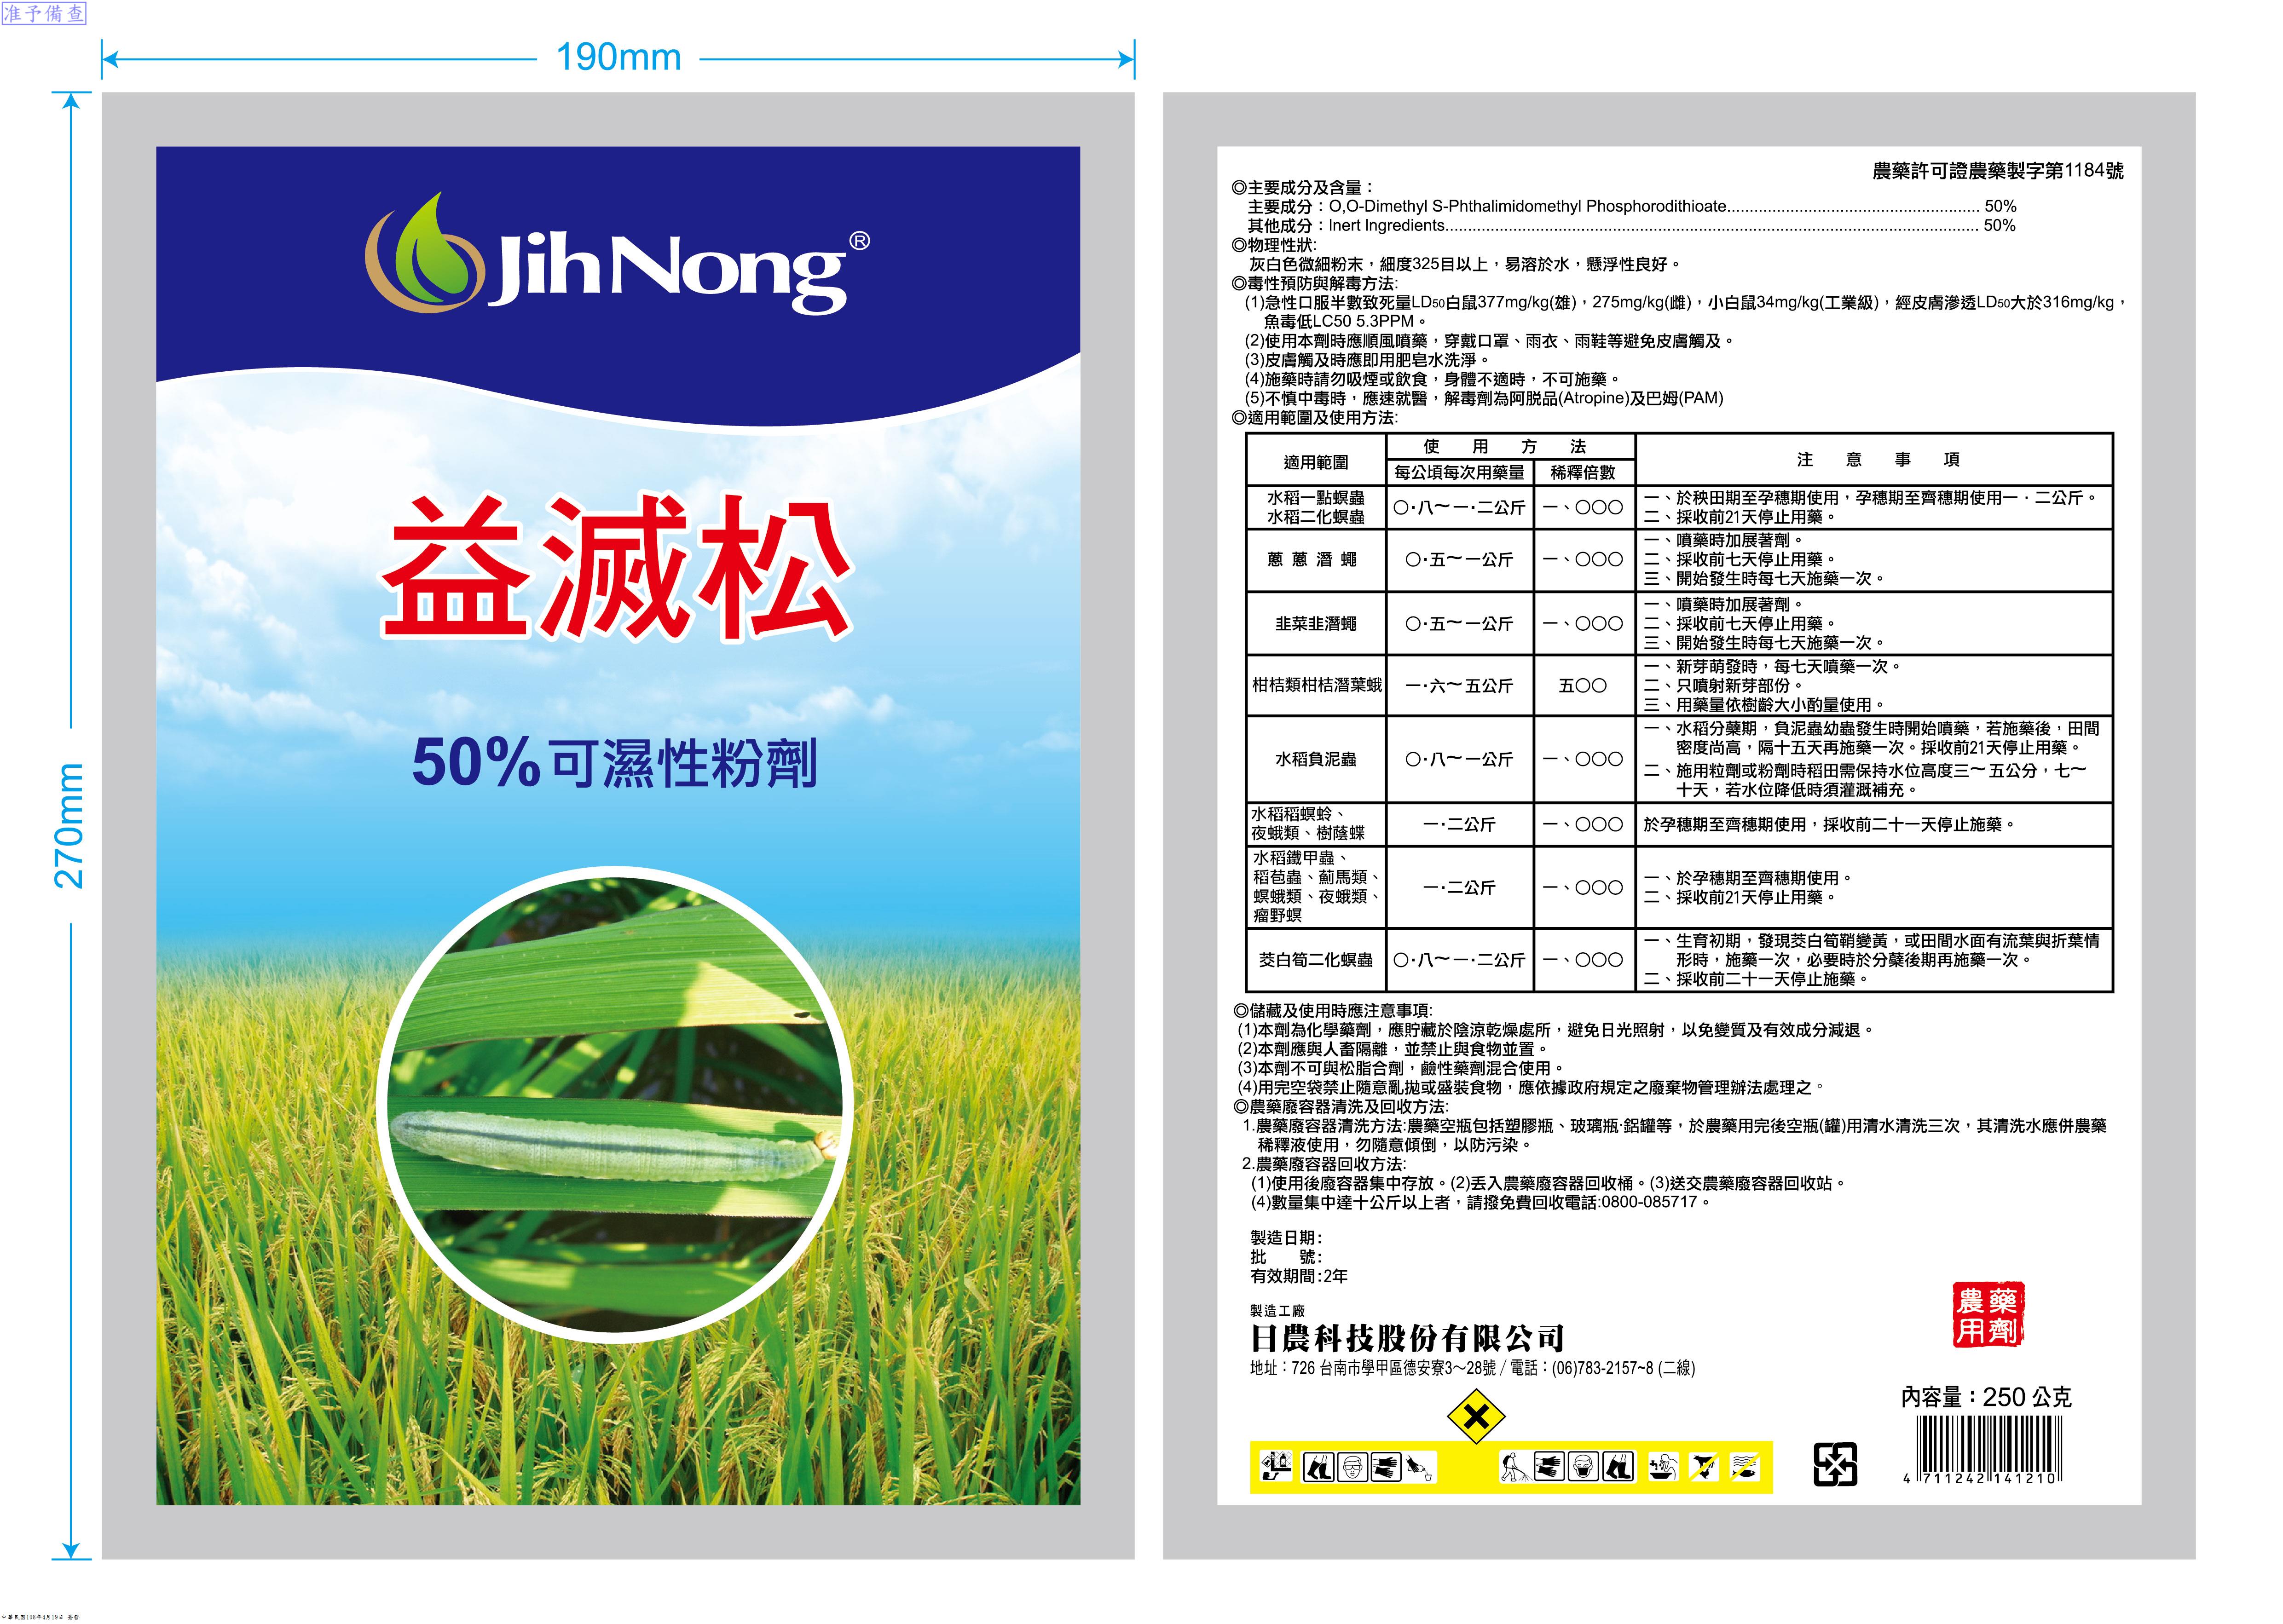 准予備查
190mm
270mm
JihNong®
益滅松
50%可濕性粉劑
農藥許可證農藥製字第1184號
◎主要成分及含量：
主要成分：O,O-Dimethyl S-Phthalimidomethyl Phosphorodithioate........................................................ 50%
其他成分：Inert Ingredients...................................................................................................................... 50%
◎物理性狀:
灰白色微細粉末，細度325目以上，易溶於水，懸浮性良好。
◎毒性預防與解毒方法:
(1)急性口服半數致死量LD50白鼠377mg/kg(雄)，275mg/kg(雌)，小白鼠34mg/kg(工業級)，經皮膚滲透LD50大於316mg/kg，
魚毒低LC50 5.3PPM。
(2)使用本劑時應順風噴藥，穿戴口罩、雨衣、雨鞋等避免皮膚觸及。
(3)皮膚觸及時應即用肥皂水洗淨。
(4)施藥時請勿吸煙或飲食，身體不適時，不可施藥。
(5)不慎中毒時，應速就醫，解毒劑為阿脱品(Atropine)及巴姆(PAM)
◎適用範圍及使用方法:
適用範圍
使 用 方 法
注 意 事 項
每公頃每次用藥量
稀釋倍數
水稻一點螟蟲
水稻二化螟蟲
〇·八～一·二公斤
一、〇〇〇
一、於秧田期至孕穗期使用，孕穗期至齊穗期使用一．二公斤。
二、採收前21天停止用藥。
蔥 蔥 潛 蠅
〇·五～一公斤
一、〇〇〇
一、噴藥時加展著劑。
二、採收前七天停止用藥。
三、開始發生時每七天施藥一次。
韭菜韭潛蠅
〇·五～一公斤
一、〇〇〇
一、噴藥時加展著劑。
二、採收前七天停止用藥。
三、開始發生時每七天施藥一次。
柑桔類柑桔潛葉蛾
一·六～五公斤
五〇〇
一、新芽萌發時，每七天噴藥一次。
二、只噴射新芽部份。
三、用藥量依樹齡大小酌量使用。
水稻負泥蟲
〇·八～一公斤
一、〇〇〇
一、水稻分蘗期，負泥蟲幼蟲發生時開始噴藥，若施藥後，田間
密度尚高，隔十五天再施藥一次。採收前21天停止用藥。
二、施用粒劑或粉劑時稻田需保持水位高度三～五公分，七～
十天，若水位降低時須灌溉補充。
水稻稻螟蛉、
夜蛾類、樹蔭蝶
一·二公斤
一、〇〇〇
於孕穗期至齊穗期使用，採收前二十一天停止施藥。
水稻鐵甲蟲、
稻苞蟲、薊馬類、
螟蛾類、夜蛾類、
瘤野螟
一·二公斤
一、〇〇〇
一、於孕穗期至齊穗期使用。
二、採收前21天停止用藥。
茭白筍二化螟蟲
〇·八～一·二公斤
一、〇〇〇
一、生育初期，發現茭白筍鞘變黃，或田間水面有流葉與折葉情
形時，施藥一次，必要時於分蘗後期再施藥一次。
二、採收前二十一天停止施藥。
◎儲藏及使用時應注意事項:
(1)本劑為化學藥劑，應貯藏於陰涼乾燥處所，避免日光照射，以免變質及有效成分減退。
(2)本劑應與人畜隔離，並禁止與食物並置。
(3)本劑不可與松脂合劑，鹼性藥劑混合使用。
(4)用完空袋禁止隨意亂拋或盛裝食物，應依據政府規定之廢棄物管理辦法處理之。
◎農藥廢容器清洗及回收方法:
1.農藥廢容器清洗方法:農藥空瓶包括塑膠瓶、玻璃瓶·鋁罐等，於農藥用完後空瓶(罐)用清水清洗三次，其清洗水應併農藥
稀釋液使用，勿隨意傾倒，以防污染。
2.農藥廢容器回收方法:
(1)使用後廢容器集中存放。(2)丟入農藥廢容器回收桶。(3)送交農藥廢容器回收站。
(4)數量集中達十公斤以上者，請撥免費回收電話:0800-085717。
製造日期:
批 號:
有效期間:2年
製造工廠
日農科技股份有限公司
地址：726 台南市學甲區德安寮3～28號 / 電話：(06)783-2157~8 (二線)
農藥
用劑
內容量：250 公克
4 711242 141210
中華民國108年4月19日 簽發